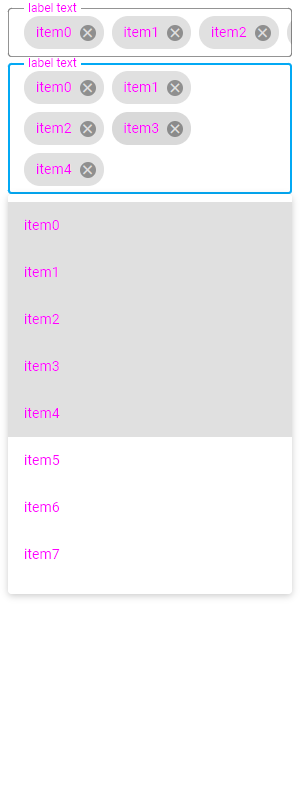 label text
item0 item1 item2
label text
item0 item1
item2 item3
item4
item0
item1
item2
item3
item4
item5
item6
item7